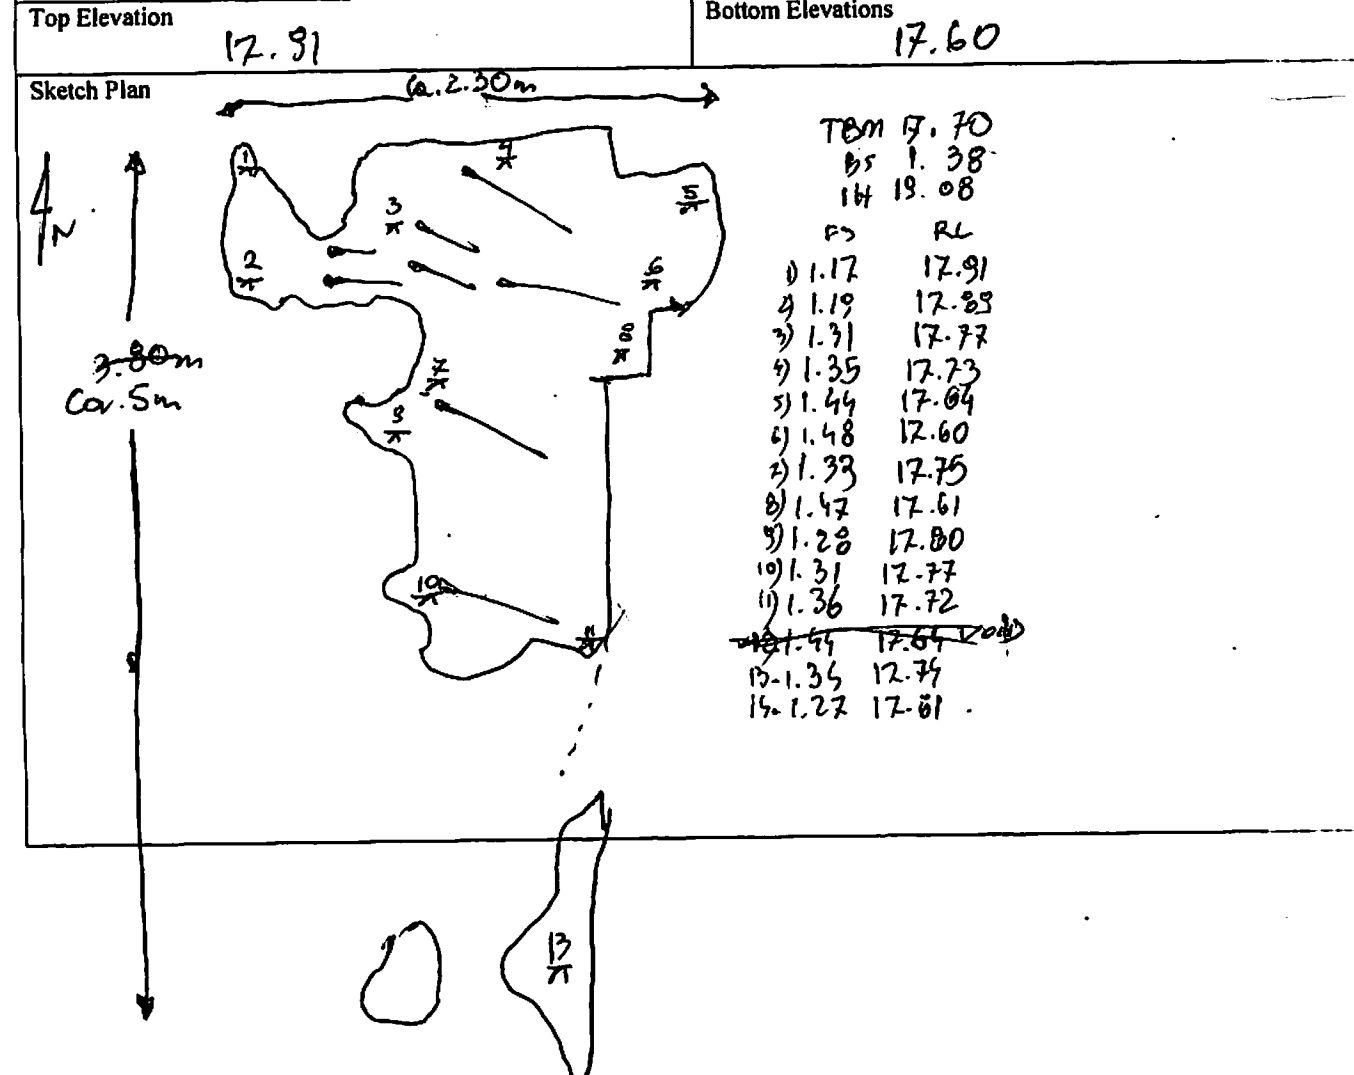 Top Elevation
17.91
Bottom Elevations
17.60
Sketch Plan
Ca. 2.30m
N
3.80m
Ca. 5m
1
2
3
4
5
6
7
8
9
10
11
13
TBM 17.70
BS 1.38
IH 19.08
FS RL
1) 1.17 17.91
2) 1.19 17.89
3) 1.31 17.77
4) 1.35 17.73
5) 1.44 17.64
6) 1.48 17.60
7) 1.33 17.75
8) 1.47 17.61
9) 1.28 17.80
10) 1.31 17.77
11) 1.36 17.72
12 1.44 17.64 VOID
13- 1.34 17.74
14- 1.27 17.81